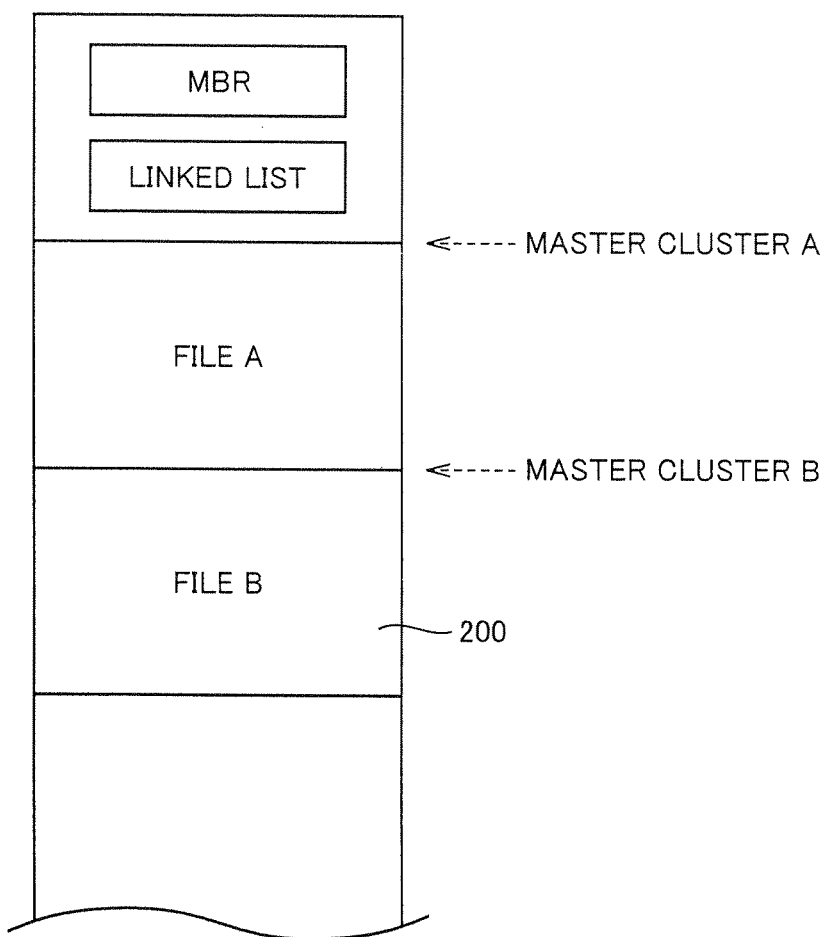 MBR
LINKED LIST
MASTER CLUSTER A
FILE A
MASTER CLUSTER B
FILE B
200